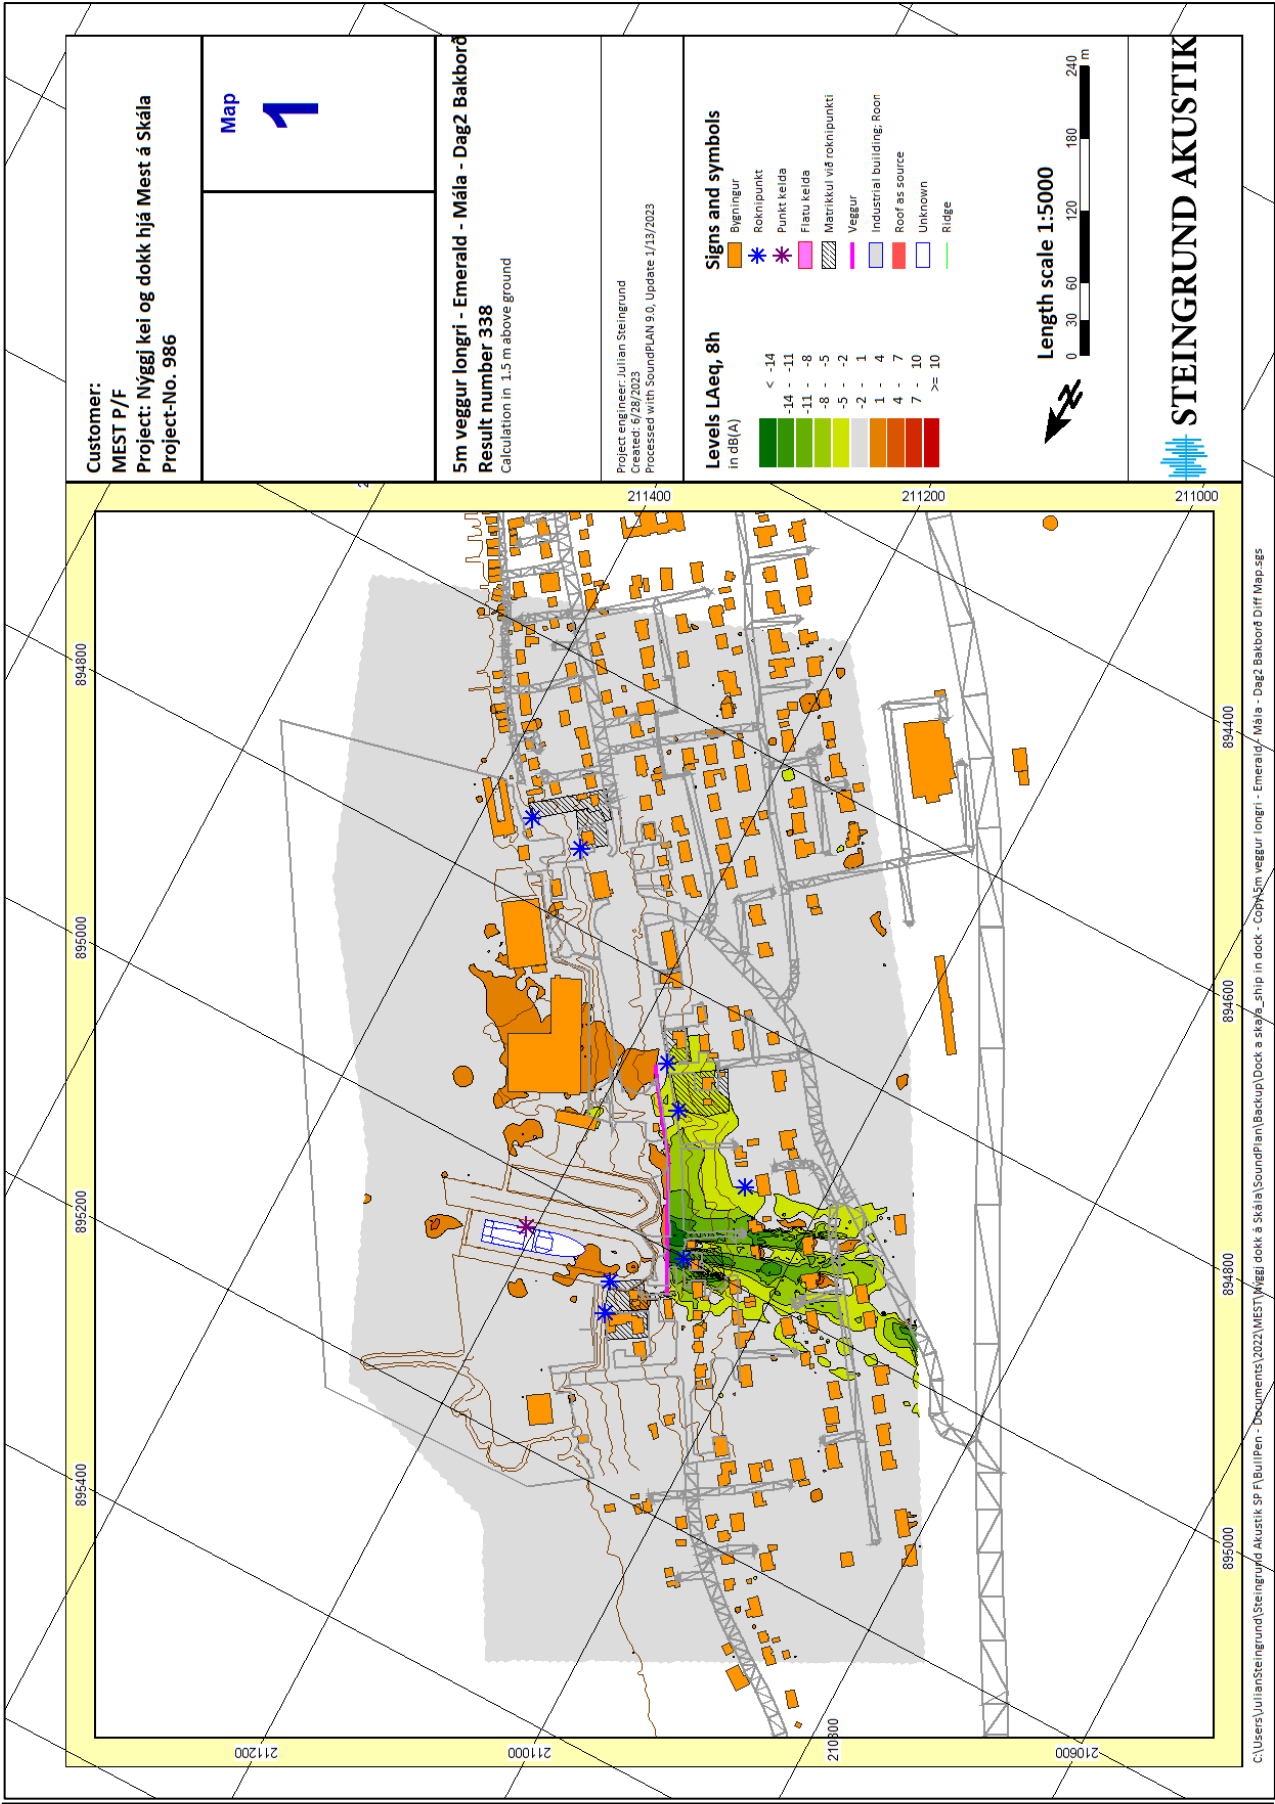 Customer:
MEST P/F
Project: Nýggj kei og dokk hjá Mest á Skála
Project-No. 986
Map
1
5m veggur longri - Emerald - Mála - Dag2 Bakborð
Result number 338
Calculation in 1.5 m above ground
Project engineer: Julian Steingrund
Created: 6/28/2023
Processed with SoundPLAN 9.0, Update 1/13/2023
Levels LAeq, 8h
in dB(A)
< -14
-14 - -11
-11 - -8
-8 - -5
-5 - -2
-2 - 1
1 - 4
4 - 7
7 - 10
>= 10
Signs and symbols
Bygningur
Roknipunkt
Punkt kelda
Flatu kelda
Matrikkul við roknipunkti
Veggur
Industrial building; Roon
Roof as source
Unknown
Ridge
Length scale 1:5000
0 30 60 120 180 240
m
STEINGRUND AKUSTIK
895400
895200
895000
894800
211400
211200
211000
211200
211000
210800
210600
895000
894800
894600
894400
C:\Users\JulianSteingrund\Steingrund Akustik SP F\BullPen - Documents\2022\MEST\Nýggj dokk á Skála\SoundPlan\Backup\Dock a skala_ship in dock - Copy\5m veggur longri - Emerald - Mála - Dag2 Bakborð Diff Map.sgs